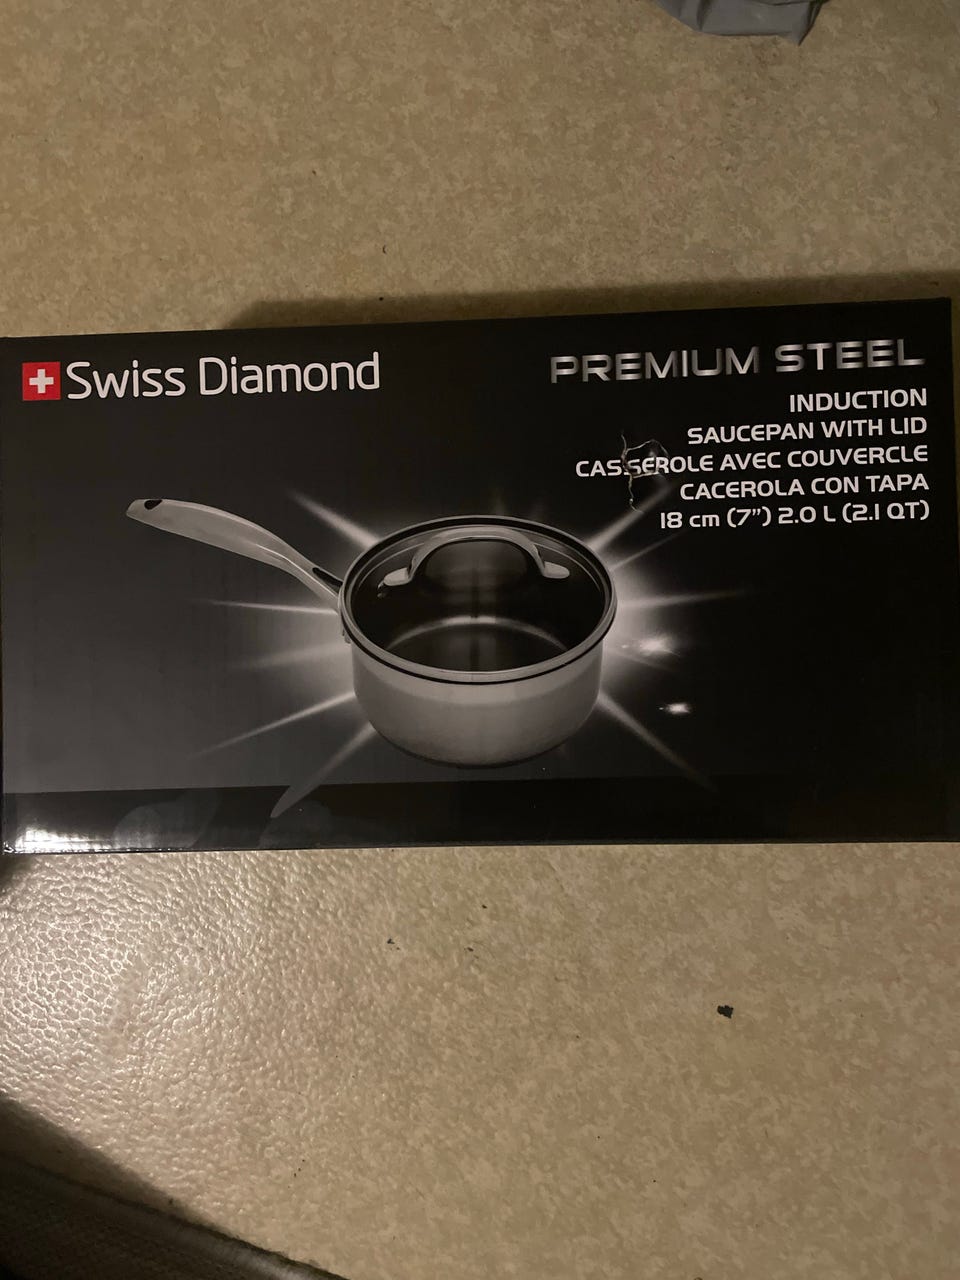 Swiss Diamond
PREMIUM STEEL
INDUCTION
SAUCEPAN WITH LID
CASSEROLE AVEC COUVERCLE
CACEROLA CON TAPA
18 cm (7”) 2.0 L (2.1 QT)